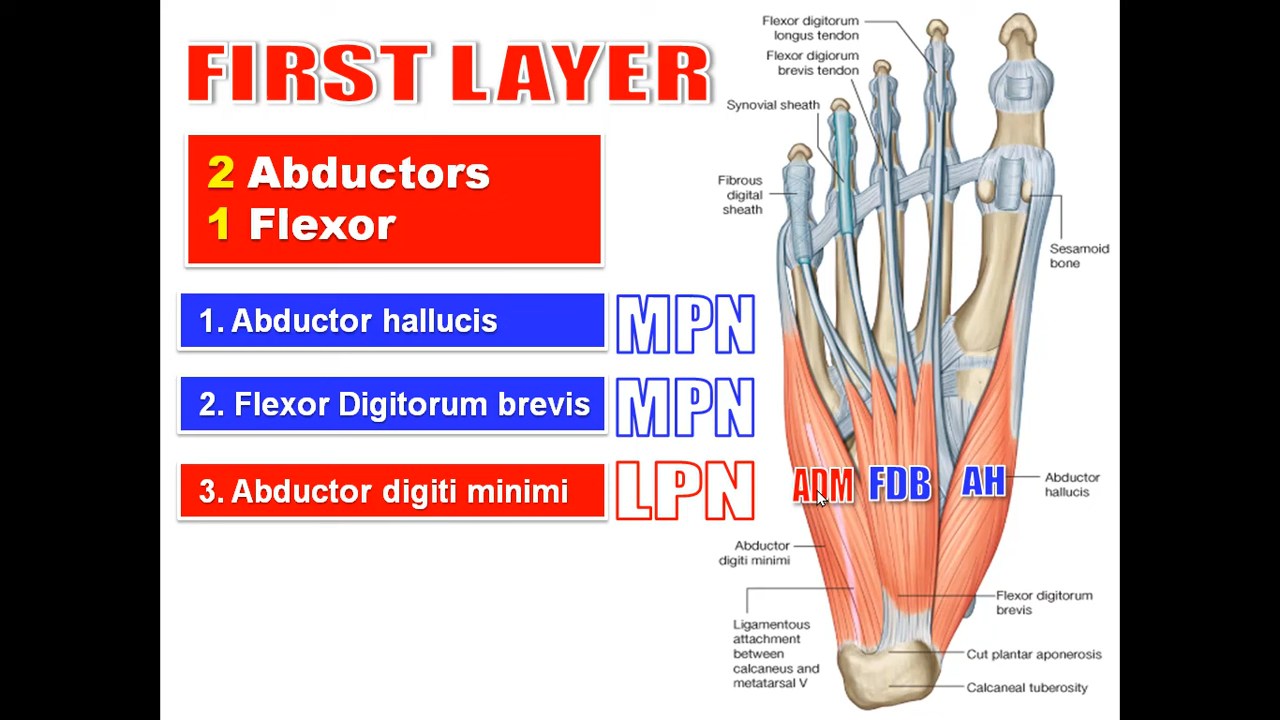 FIRST LAYER
2 Abductors
1 Flexor
1. Abductor hallucis
MPN
2. Flexor Digitorum brevis
MPN
3. Abductor digiti minimi
LPN
Flexor digitorum
longus tendon
Flexor digiorum
brevis tendon
Synovial sheath
Fibrous
digital
sheath
Sesamoid
bone
ADM
FDB
AH
Abductor
hallucis
Abductor
digiti minimi
Flexor digitorum
brevis
Ligamentous
attachment
between
calcaneus and
metatarsal V
Cut plantar aponerosis
Calcaneal tuberosity